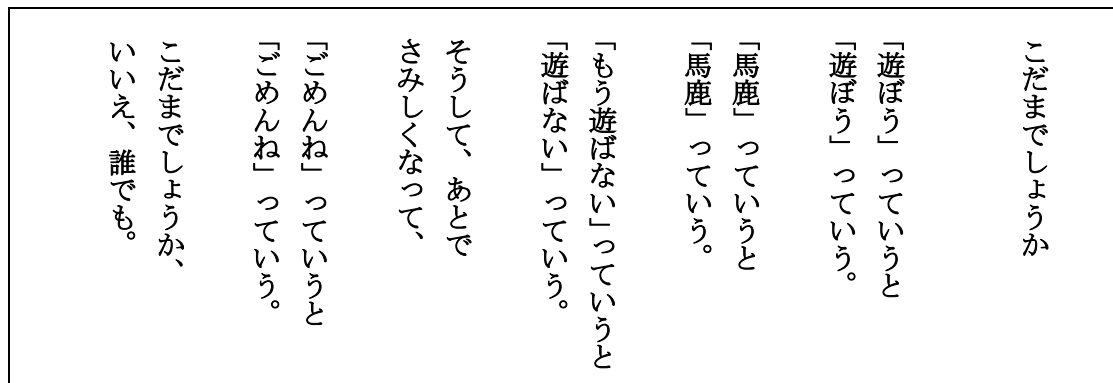 こだまでしょうか
「遊ぼう」っていうと
「遊ぼう」っていう。
「馬鹿」っていうと
「馬鹿」っていう。
「もう遊ばない」っていうと
「遊ばない」っていう。
そうして、あとで
さみしくなって、
「ごめんね」っていうと
「ごめんね」っていう。
こだまでしょうか、
いいえ、誰でも。